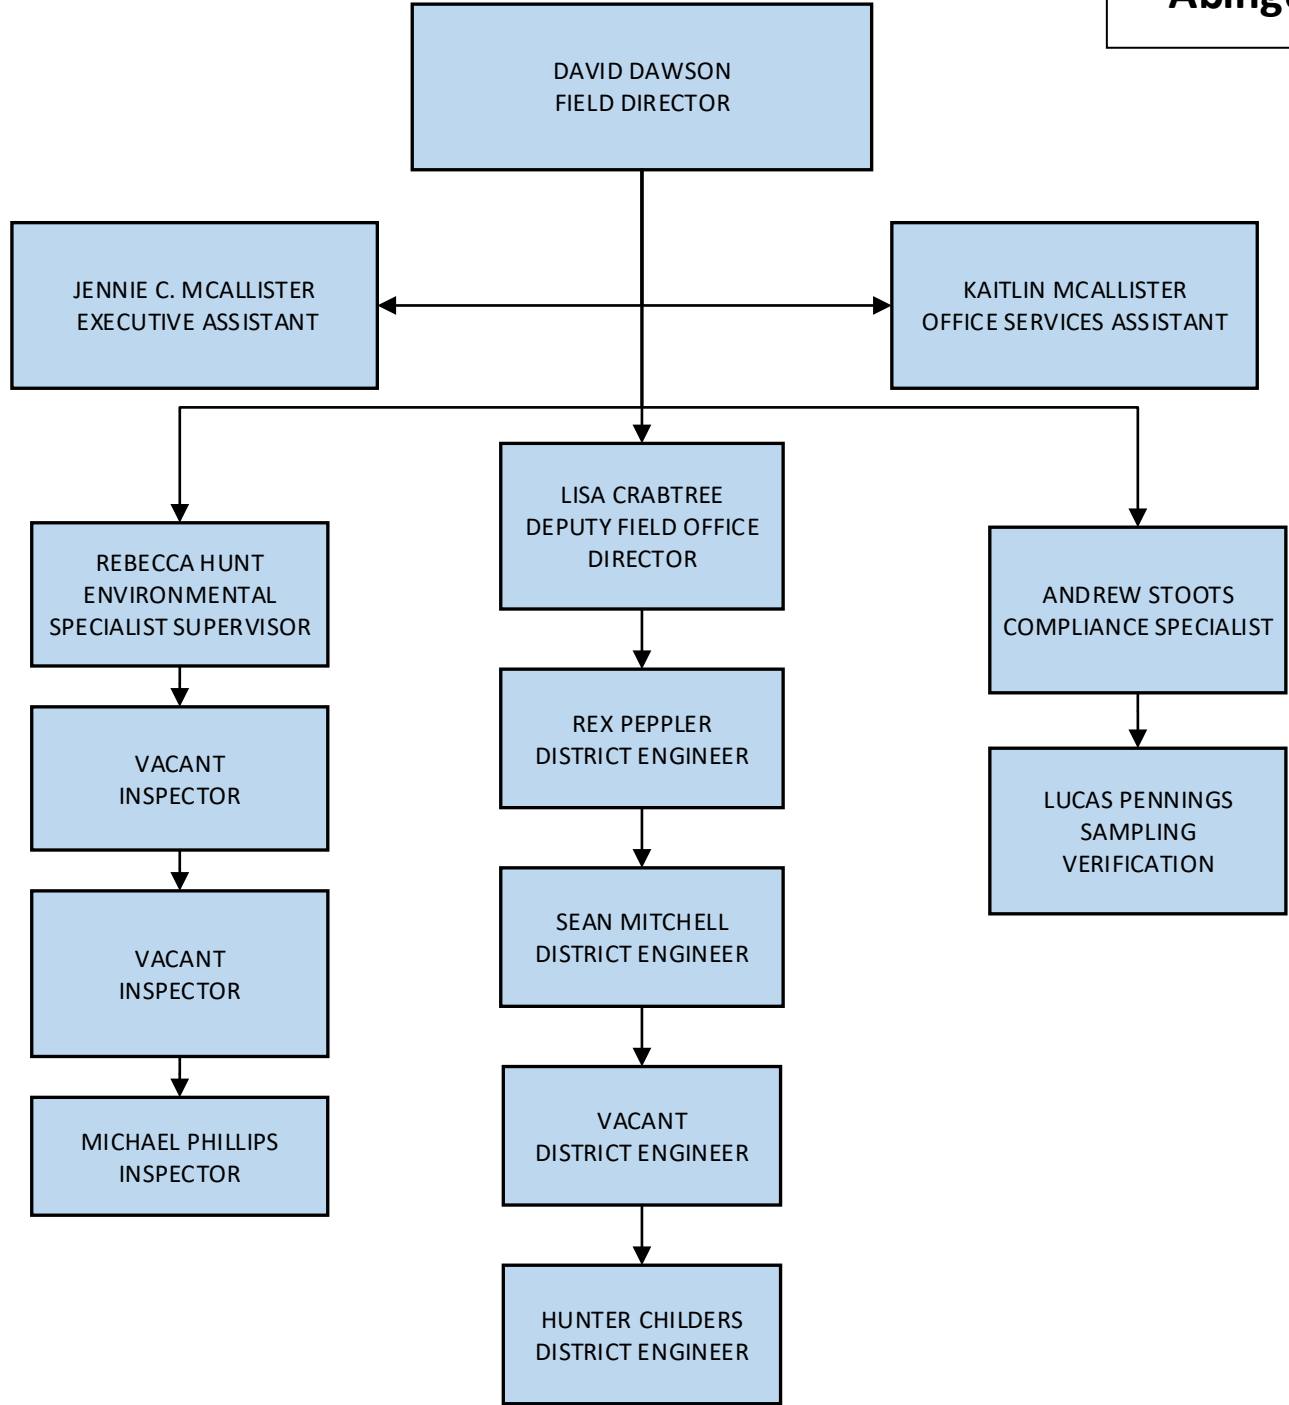 DAVID DAWSON
FIELD DIRECTOR
JENNIE C. MCALLISTER
EXECUTIVE ASSISTANT
KAITLIN MCALLISTER
OFFICE SERVICES ASSISTANT
REBECCA HUNT
ENVIRONMENTAL
SPECIALIST SUPERVISOR
LISA CRABTREE
DEPUTY FIELD OFFICE
DIRECTOR
ANDREW STOOTS
COMPLIANCE SPECIALIST
VACANT
INSPECTOR
REX PEPPLER
DISTRICT ENGINEER
LUCAS PENNINGS
SAMPLING
VERIFICATION
VACANT
INSPECTOR
SEAN MITCHELL
DISTRICT ENGINEER
MICHAEL PHILLIPS
INSPECTOR
VACANT
DISTRICT ENGINEER
HUNTER CHILDERS
DISTRICT ENGINEER